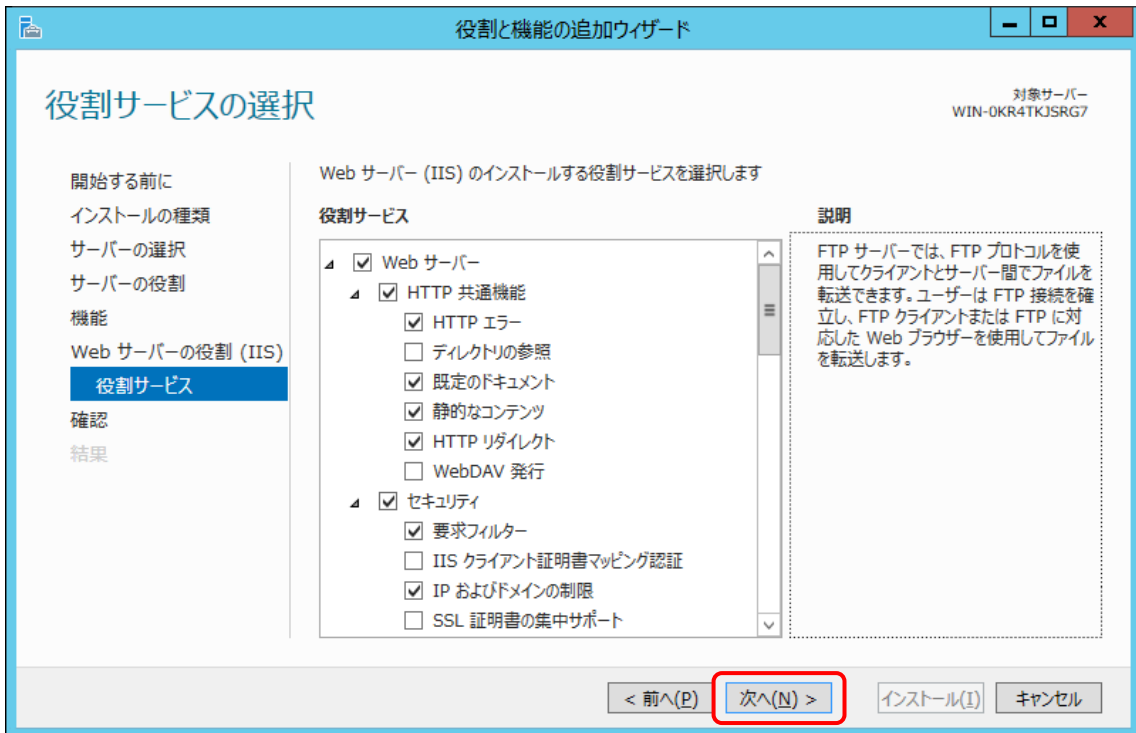 役割と機能の追加ウィザード
役割サービスの選択
対象サーバー
WIN-0KR4TKJSRG7
開始する前に
インストールの種類
サーバーの選択
サーバーの役割
機能
Web サーバーの役割 (IIS)
役割サービス
確認
結果
Web サーバー (IIS) のインストールする役割サービスを選択します
役割サービス
Web サーバー
HTTP 共通機能
HTTP エラー
ディレクトリの参照
既定のドキュメント
静的なコンテンツ
HTTP リダイレクト
WebDAV 発行
セキュリティ
要求フィルター
IIS クライアント証明書マッピング認証
IP およびドメインの制限
SSL 証明書の集中サポート
説明
FTP サーバーでは、FTP プロトコルを使
用してクライアントとサーバー間でファイルを
転送できます。ユーザーは FTP 接続を確
立し、FTP クライアントまたは FTP に対
応した Web ブラウザーを使用してファイル
を転送します。
< 前へ(P)
次へ(N) >
インストール(I)
キャンセル